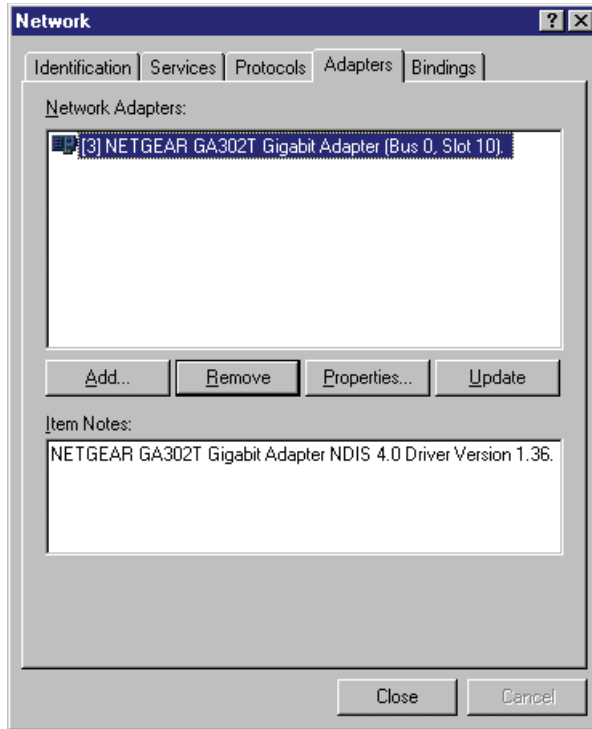 Network
Identification Services Protocols Adapters Bindings
Network Adapters:
[3] NETGEAR GA302T Gigabit Adapter (Bus 0, Slot 10).
Add... Remove Properties... Update
Item Notes:
NETGEAR GA302T Gigabit Adapter NDIS 4.0 Driver Version 1.36.
Close Cancel